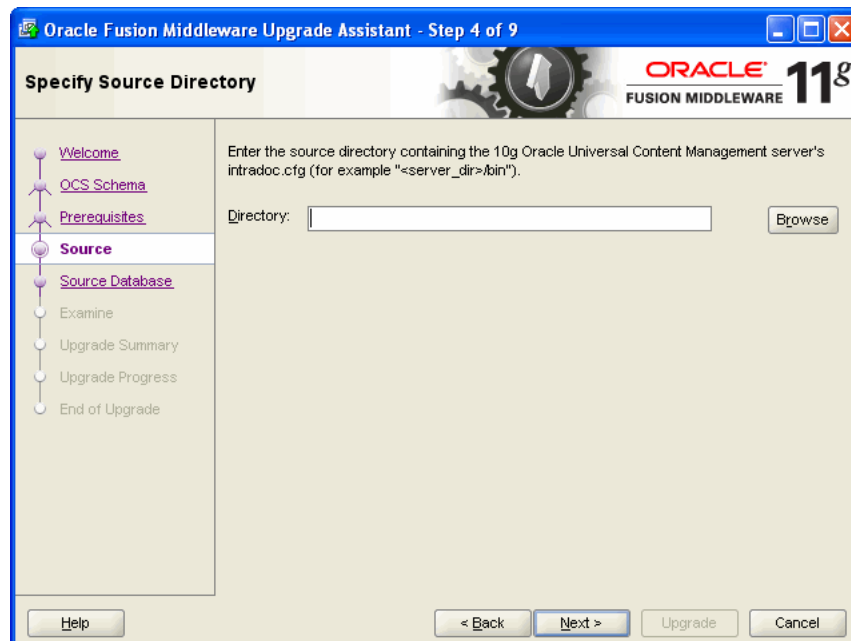 Oracle Fusion Middleware Upgrade Assistant - Step 4 of 9
Specify Source Directory
ORACLE
FUSION MIDDLEWARE
11g
Welcome
OCS Schema
Prerequisites
Source
Source Database
Examine
Upgrade Summary
Upgrade Progress
End of Upgrade
Enter the source directory containing the 10g Oracle Universal Content Management server's
intradoc.cfg (for example "<server_dir>/bin").
Directory:
Browse
Help
< Back
Next >
Upgrade
Cancel